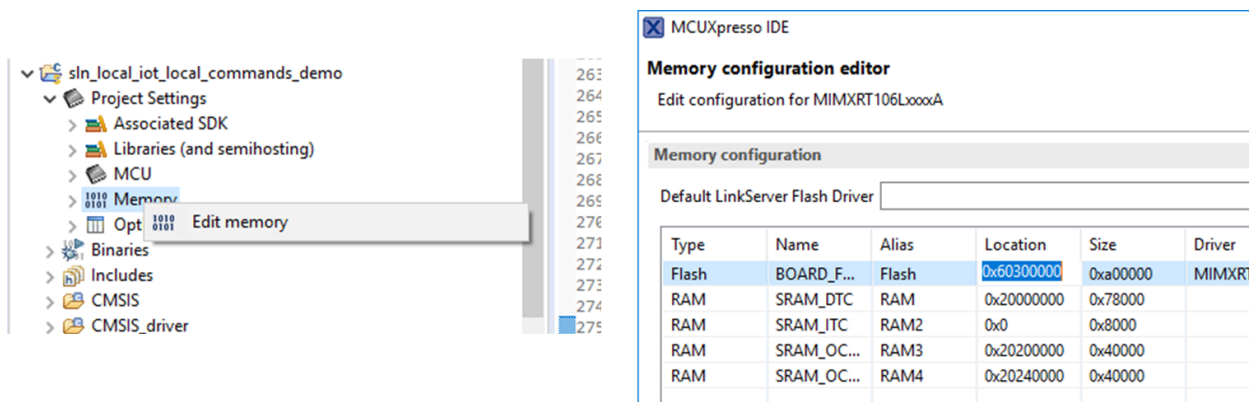 sln_local_iot_local_commands_demo
Project Settings
Associated SDK
Libraries (and semihosting)
MCU
Memory
Edit memory
Opt
Binaries
Includes
CMSIS
CMSIS_driver
263
264
265
266
267
268
269
270
271
272
273
274
275
MCUXpresso IDE
Memory configuration editor
Edit configuration for MIMXRT106LxxxxA
Memory configuration
Default LinkServer Flash Driver
Type Name Alias Location Size Driver
Flash BOARD_F... Flash 0x60300000 0xa00000 MIMXRT
RAM SRAM_DTC RAM 0x20000000 0x78000
RAM SRAM_ITC RAM2 0x0 0x8000
RAM SRAM_OC... RAM3 0x20200000 0x40000
RAM SRAM_OC... RAM4 0x20240000 0x40000